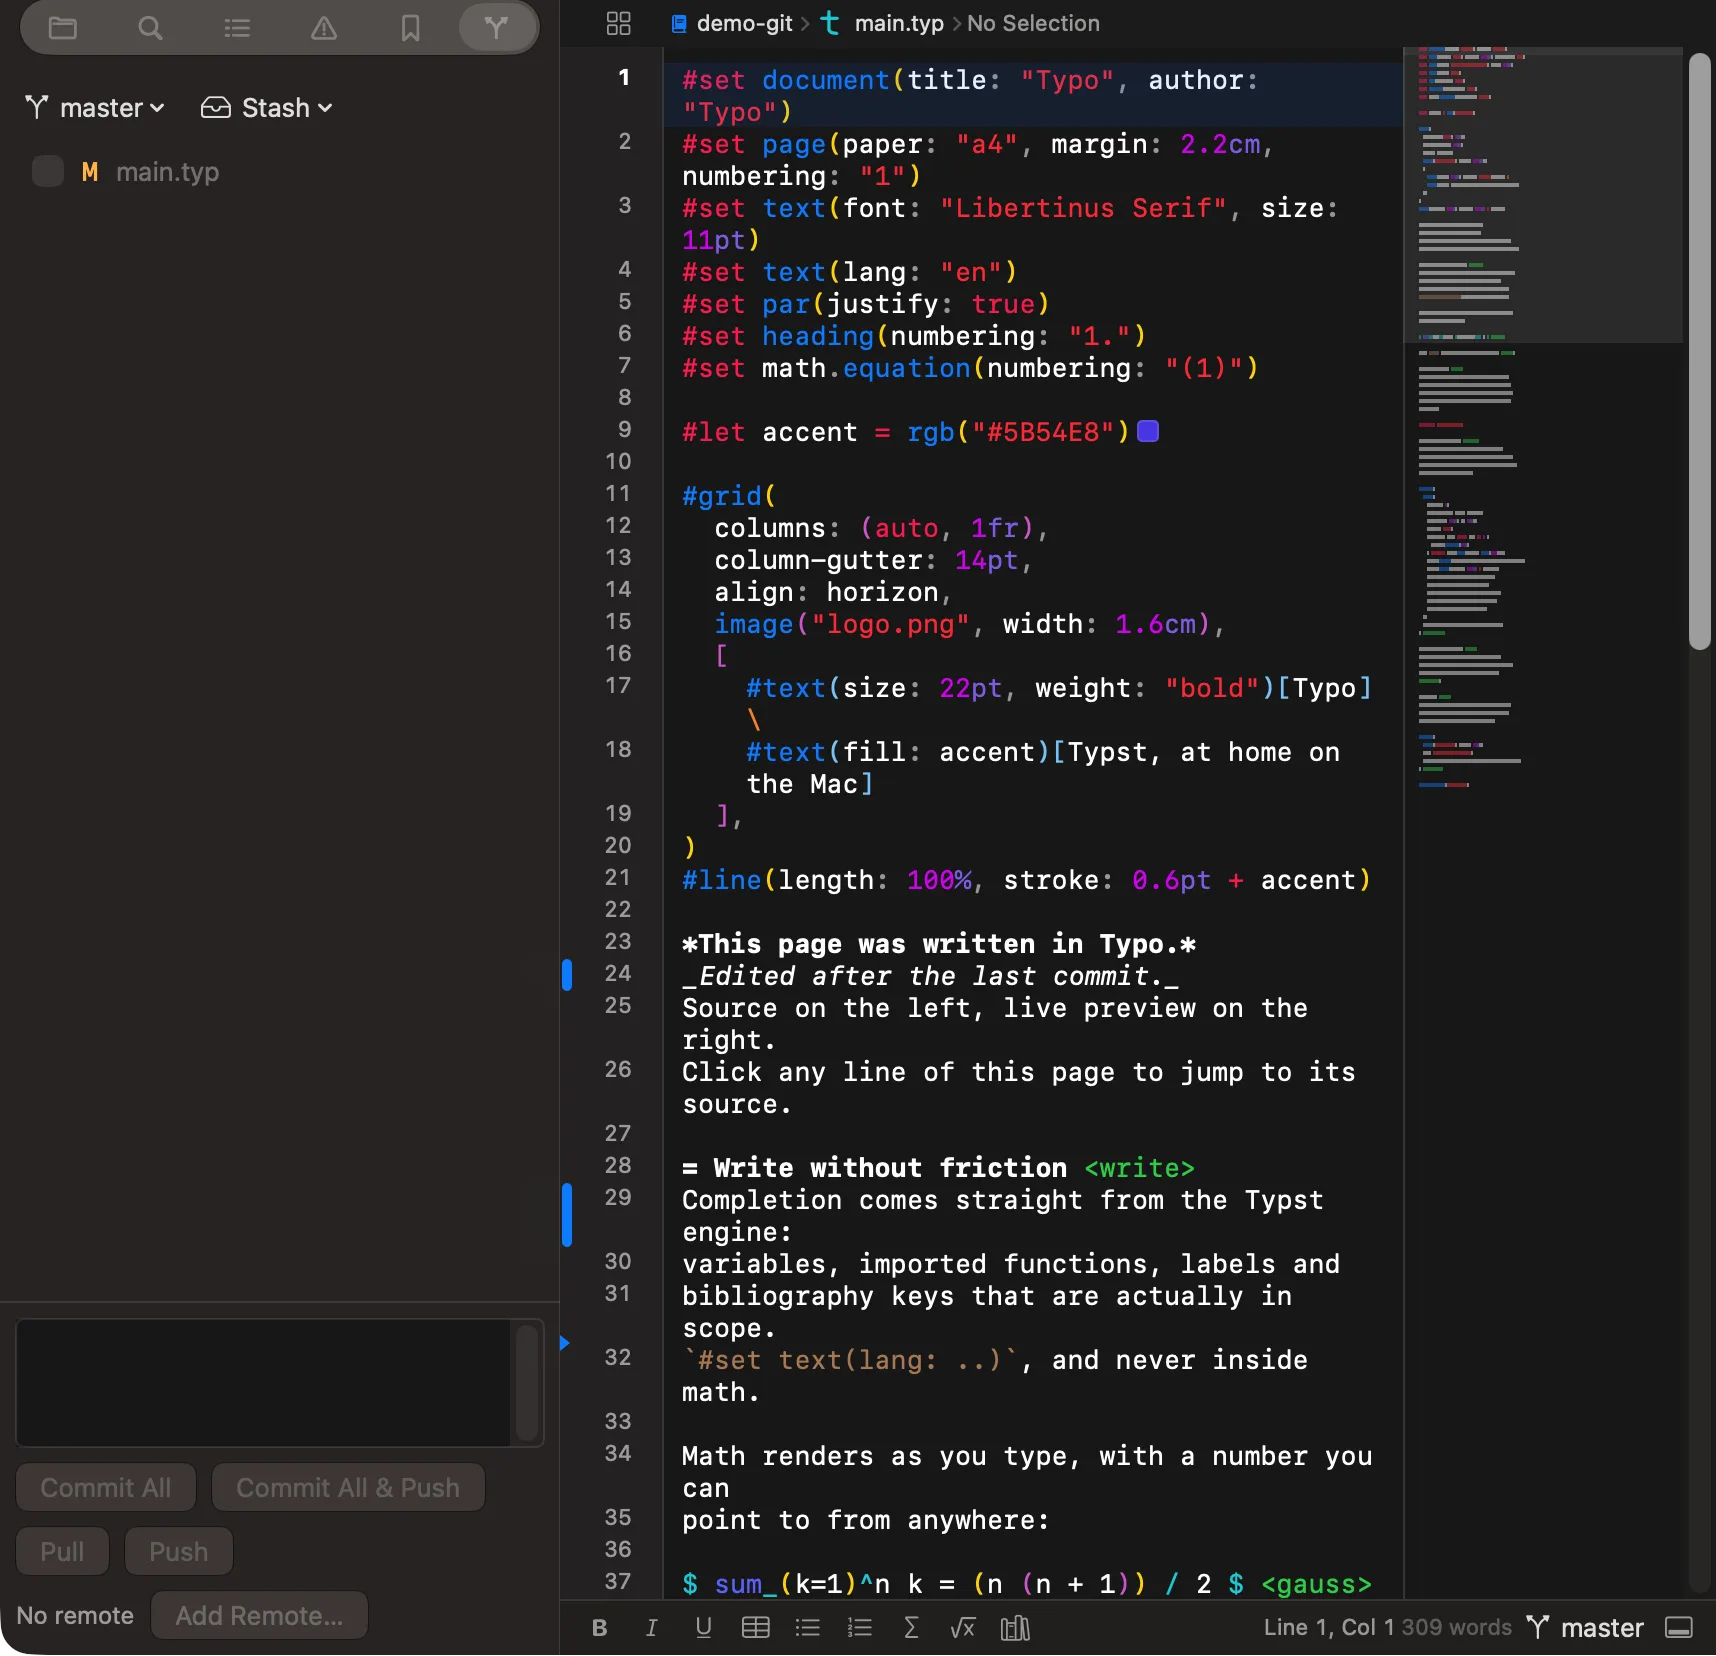 master
Stash
M main.typ
Commit All
Commit All & Push
Pull
Push
No remote
Add Remote...
demo-git > main.typ > No Selection
1 #set document(title: "Typo", author:
"Typo")
2 #set page(paper: "a4", margin: 2.2cm,
numbering: "1")
3 #set text(font: "Libertinus Serif", size:
11pt)
4 #set text(lang: "en")
5 #set par(justify: true)
6 #set heading(numbering: "1.")
7 #set math.equation(numbering: "(1)")
8
9 #let accent = rgb("#5B54E8")
10
11 #grid(
12 columns: (auto, 1fr),
13 column-gutter: 14pt,
14 align: horizon,
15 image("logo.png", width: 1.6cm),
16 [
17 #text(size: 22pt, weight: "bold")[Typo]
\
18 #text(fill: accent)[Typst, at home on
the Mac]
19 ],
20 )
21 #line(length: 100%, stroke: 0.6pt + accent)
22
23 *This page was written in Typo.*
24 _Edited after the last commit._
25 Source on the left, live preview on the
right.
26 Click any line of this page to jump to its
source.
27
28 = Write without friction <write>
29 Completion comes straight from the Typst
engine:
30 variables, imported functions, labels and
31 bibliography keys that are actually in
scope.
32 `#set text(lang: ..)`, and never inside
math.
33
34 Math renders as you type, with a number you
can
35 point to from anywhere:
36
37 $ sum_(k=1)^n k = (n (n + 1)) / 2 $ <gauss>
B I U
Line 1, Col 1 309 words master